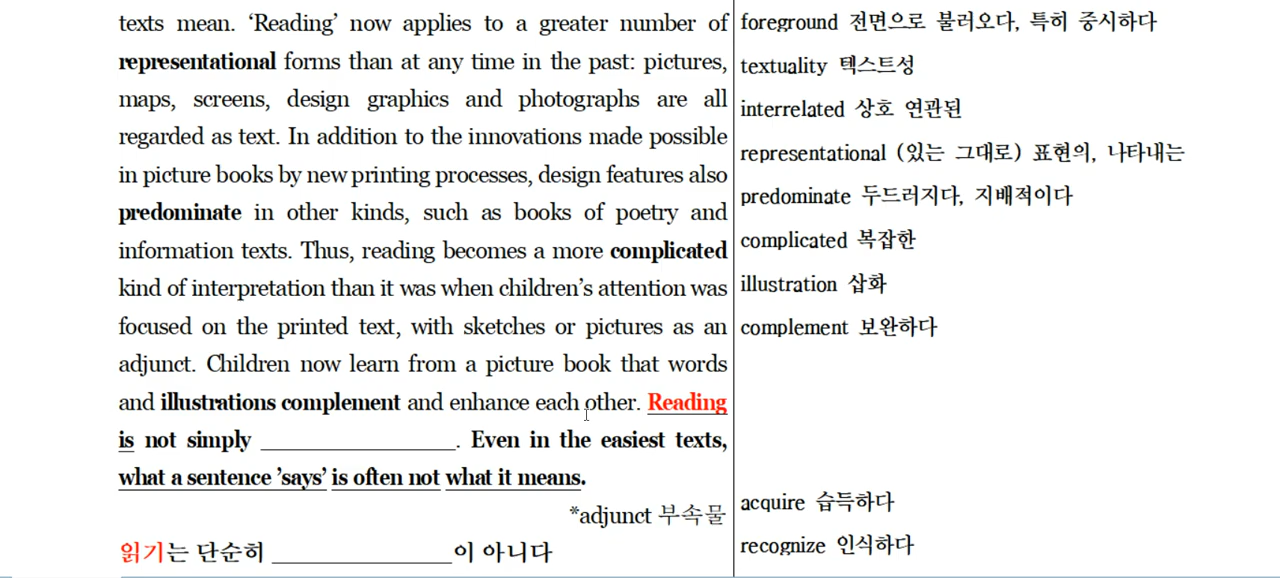 texts mean. ‘Reading’ now applies to a greater number of
representational forms than at any time in the past: pictures,
maps, screens, design graphics and photographs are all
regarded as text. In addition to the innovations made possible
in picture books by new printing processes, design features also
predominate in other kinds, such as books of poetry and
information texts. Thus, reading becomes a more complicated
kind of interpretation than it was when children’s attention was
focused on the printed text, with sketches or pictures as an
adjunct. Children now learn from a picture book that words
and illustrations complement and enhance each other. Reading
is not simply ____________________. Even in the easiest texts,
what a sentence ’says’ is often not what it means.
*adjunct 부속물
읽기는 단순히 ____________________이 아니다
foreground 전면으로 불러오다, 특히 중시하다
textuality 텍스트성
interrelated 상호 연관된
representational (있는 그대로) 표현의, 나타내는
predominate 두드러지다, 지배적이다
complicated 복잡한
illustration 삽화
complement 보완하다
acquire 습득하다
recognize 인식하다